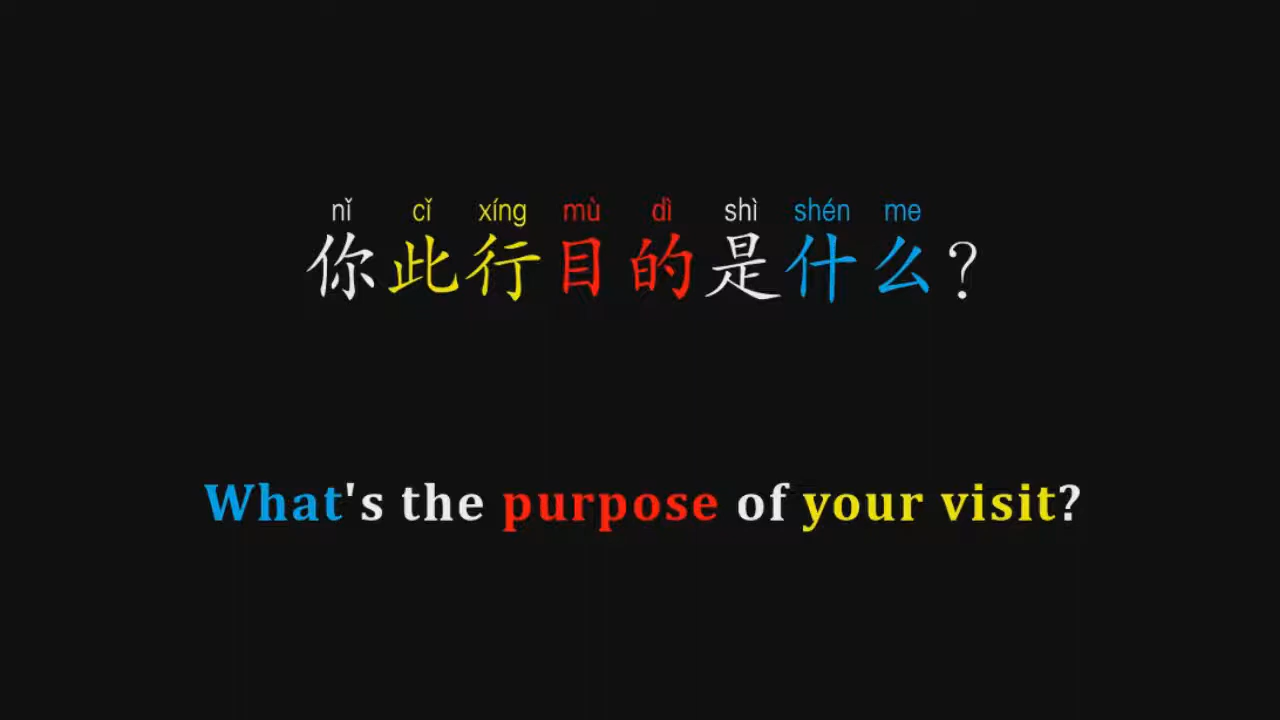 nǐ cǐ xíng mù dì shì shén me
你此行目的是什么？
What's the purpose of your visit?